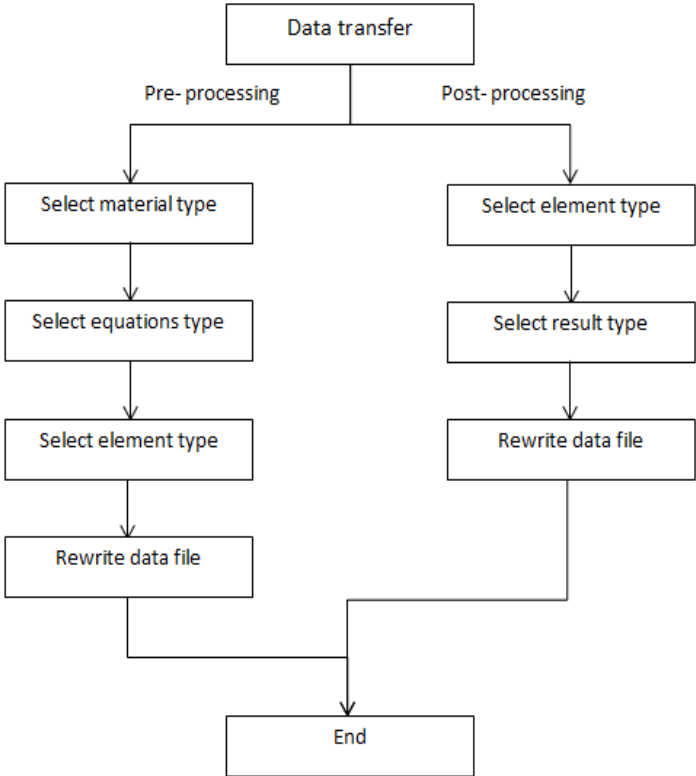 Data transfer
Pre- processing
Post- processing
Select material type
Select equations type
Select element type
Rewrite data file
Select element type
Select result type
Rewrite data file
End